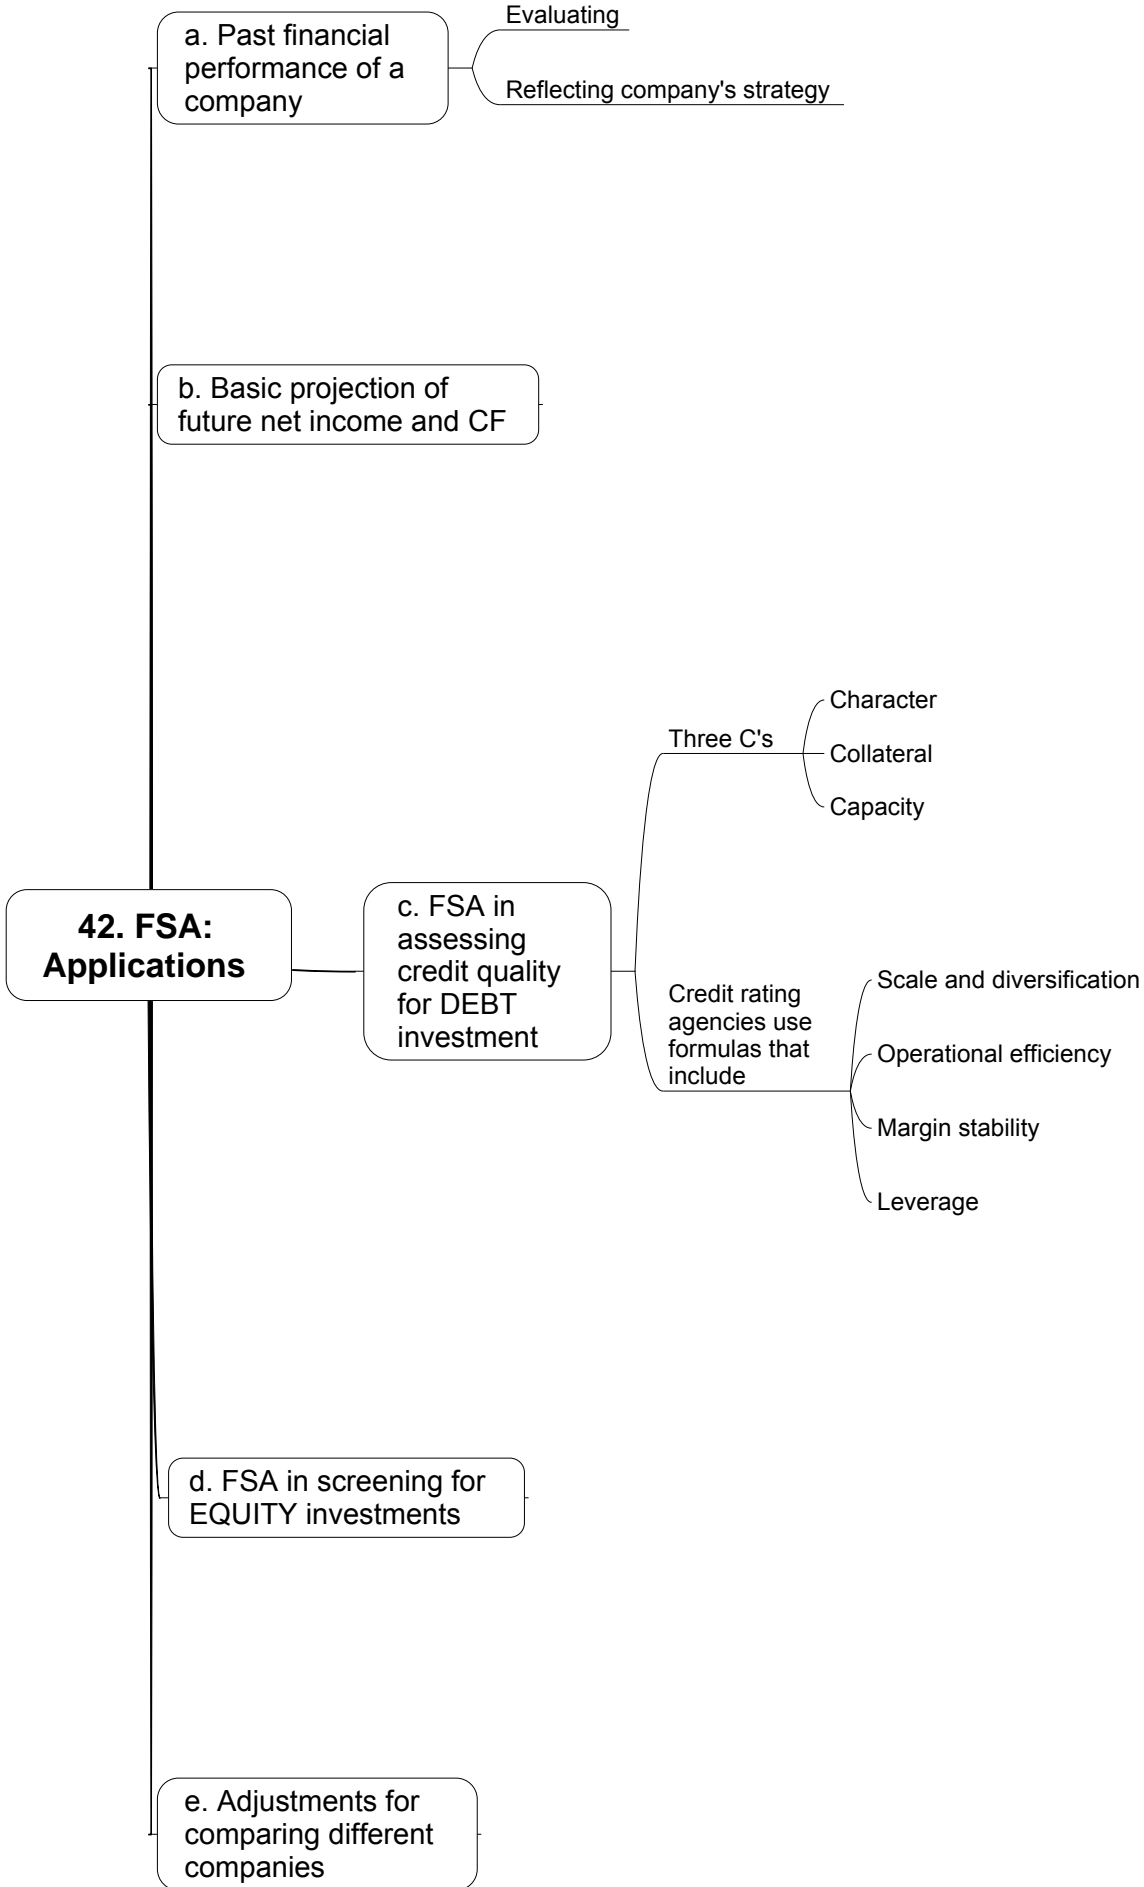 a. Past financial
performance of a
company
Evaluating
Reflecting company's strategy
b. Basic projection of
future net income and CF
42. FSA:
Applications
c. FSA in
assessing
credit quality
for DEBT
investment
Three C's
Character
Collateral
Capacity
Credit rating
agencies use
formulas that
include
Scale and diversification
Operational efficiency
Margin stability
Leverage
d. FSA in screening for
EQUITY investments
e. Adjustments for
comparing different
companies